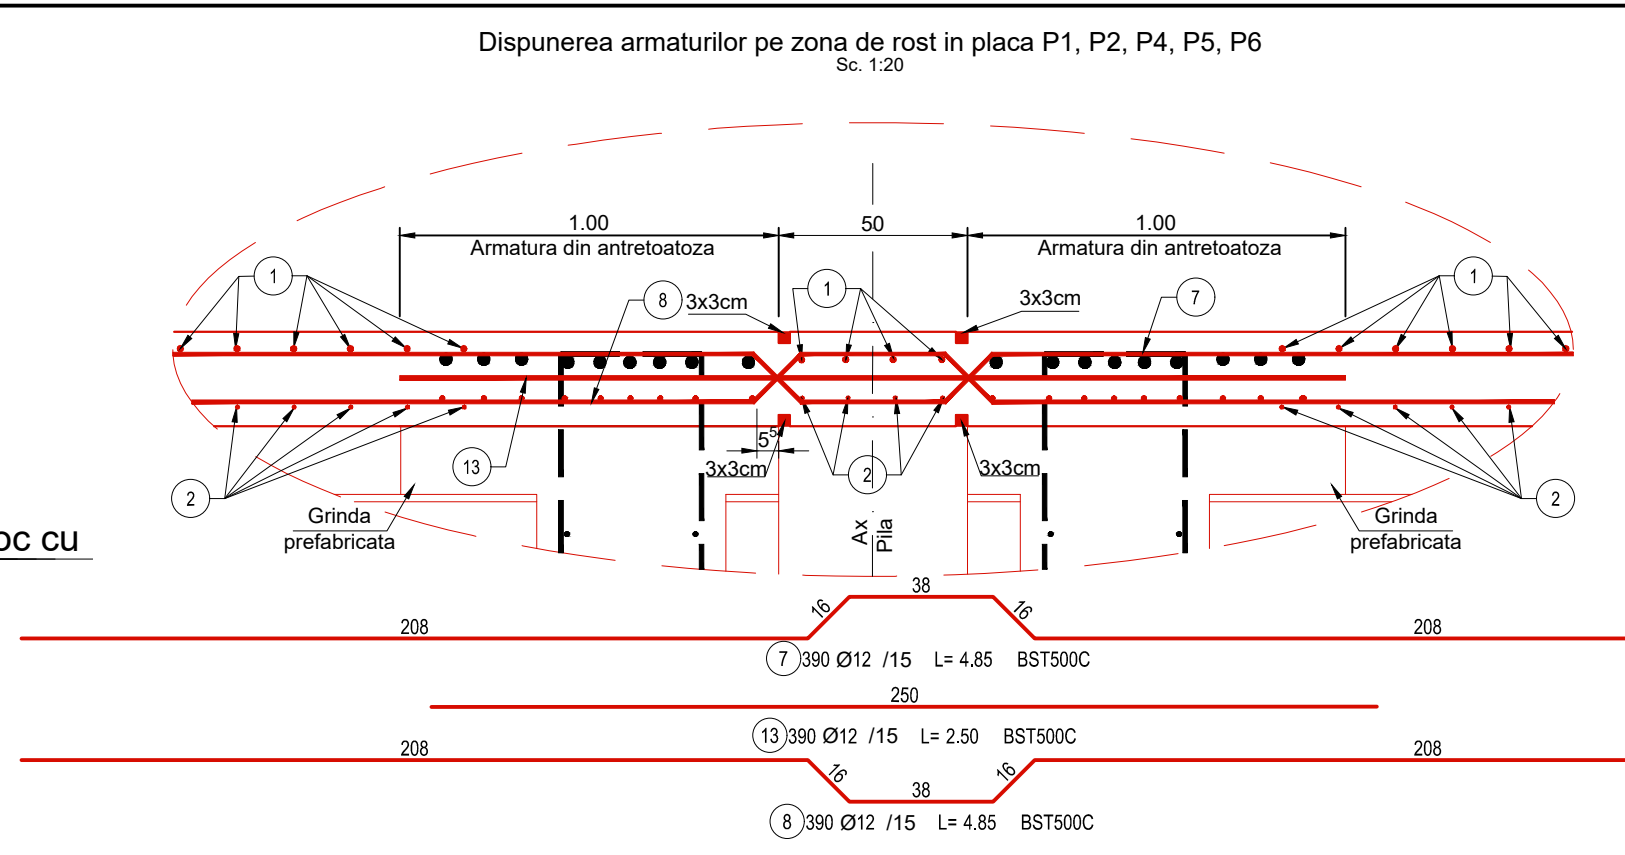 Dispunerea armaturilor pe zona de rost in placa P1, P2, P4, P5, P6
Sc. 1:20
1.00
50
1.00
Armatura din antretoatoza
Armatura din antretoatoza
1
8
3x3cm
1
3x3cm
7
1
5⁵
13
3x3cm
2
3x3cm
2
2
Grinda
prefabricata
Ax
Pila
Grinda
prefabricata
oc cu
38
16
16
208
208
7 390 Ø12 /15 L= 4.85 BST500C
250
13 390 Ø12 /15 L= 2.50 BST500C
208
208
16
16
38
8 390 Ø12 /15 L= 4.85 BST500C